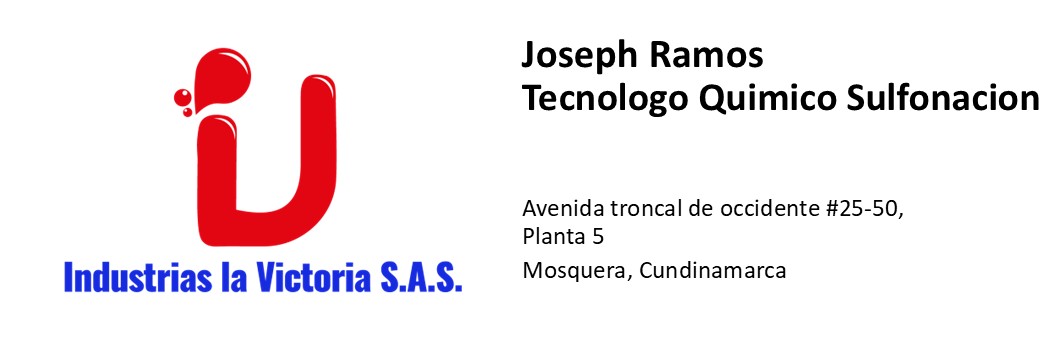 Joseph Ramos
Tecnologo Quimico Sulfonacion
Avenida troncal de occidente #25-50,
Planta 5
Mosquera, Cundinamarca
Industrias la Victoria S.A.S.